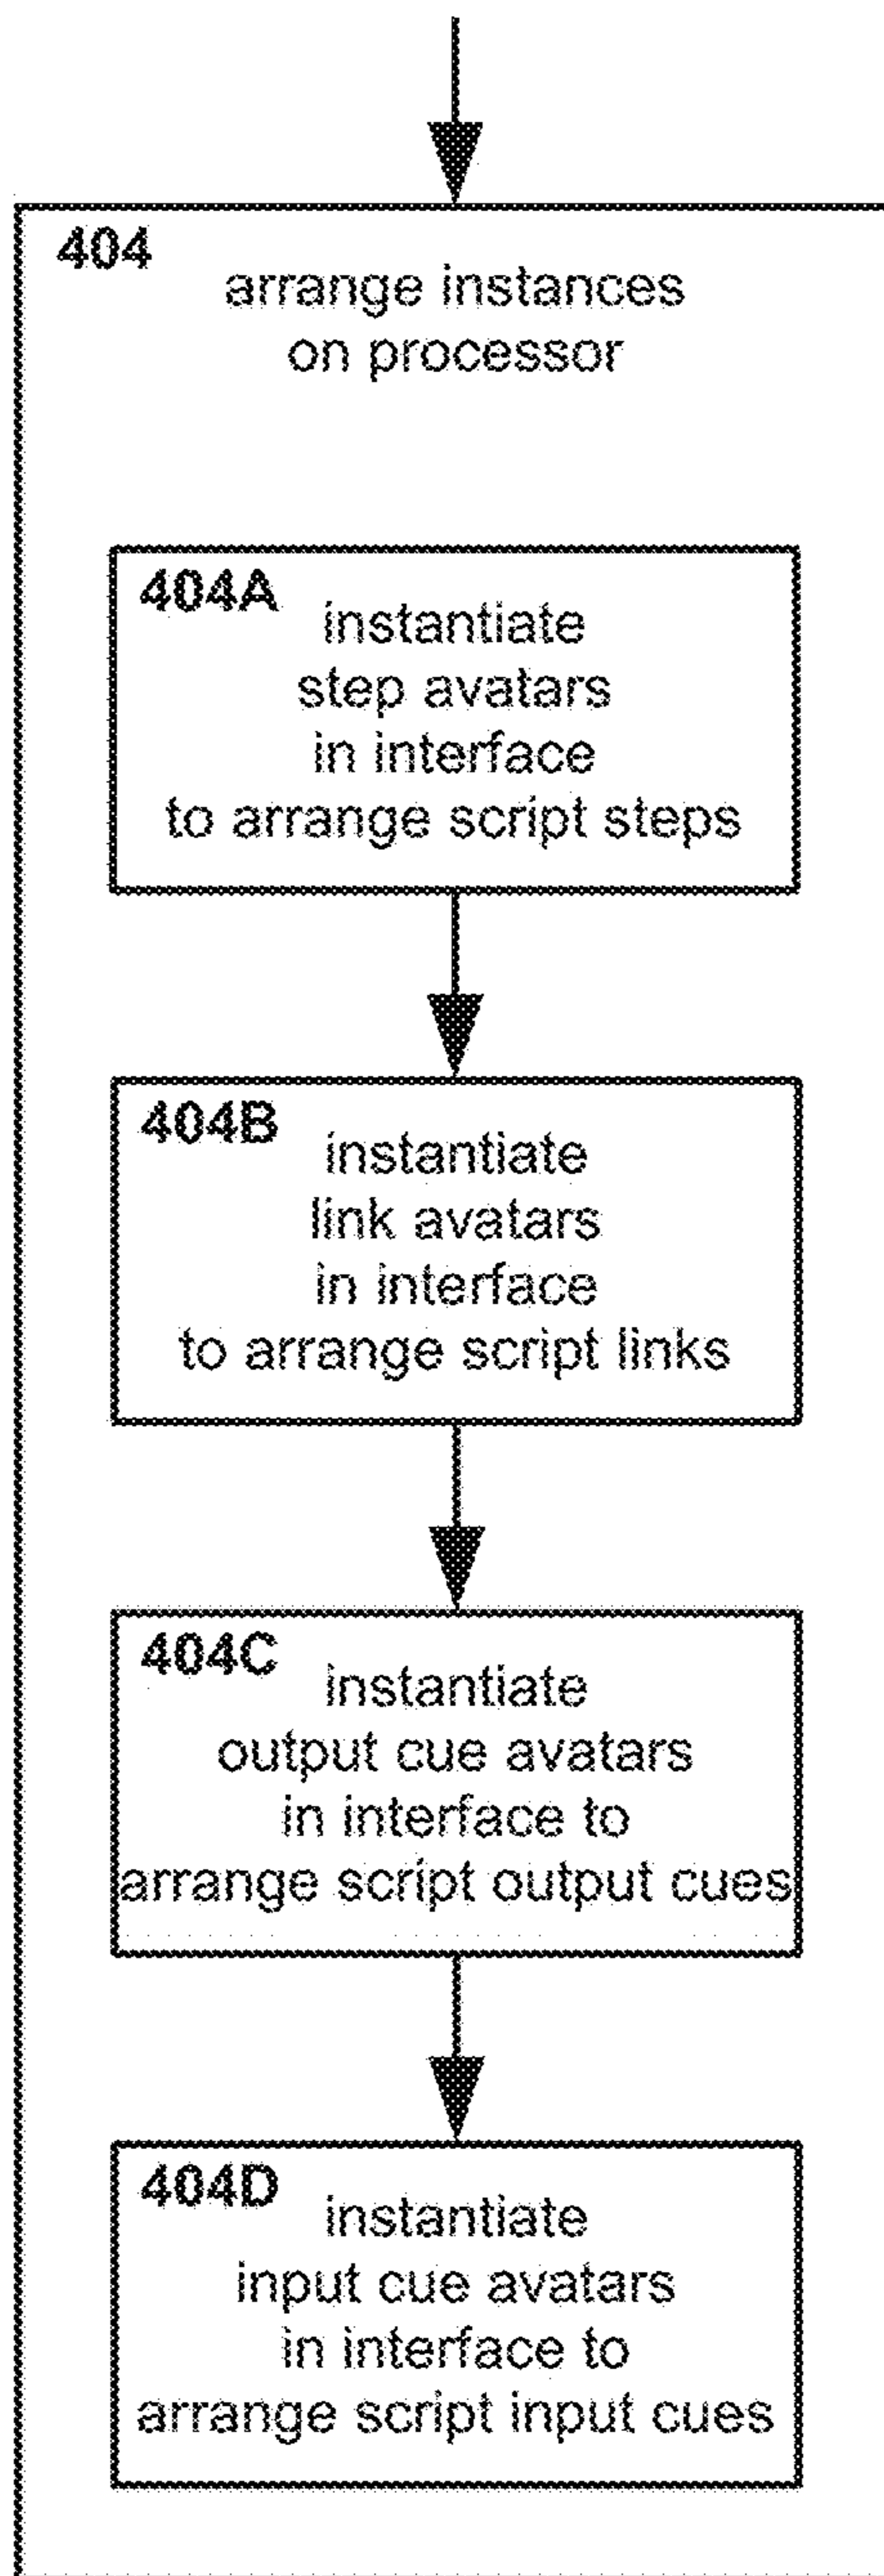 404
arrange instances
on processor
404A
instantiate
step avatars
in interface
to arrange script steps
404B
instantiate
link avatars
in interface
to arrange script links
404C
instantiate
output cue avatars
in interface to
arrange script output cues
404D
instantiate
input cue avatars
in interface to
arrange script input cues